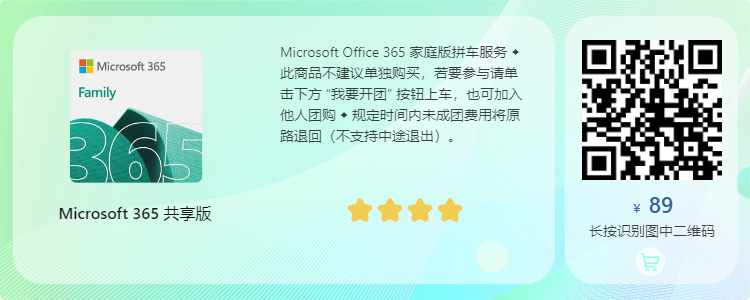 Microsoft 365
Family
365
Microsoft 365 共享版
Microsoft Office 365 家庭版拼车服务 ◆
此商品不建议单独购买，若要参与请单
击下方 “我要开团” 按钮上车，也可加入
他人团购 ◆ 规定时间内未成团费用将原
路退回（不支持中途退出）。
¥ 89
长按识别图中二维码